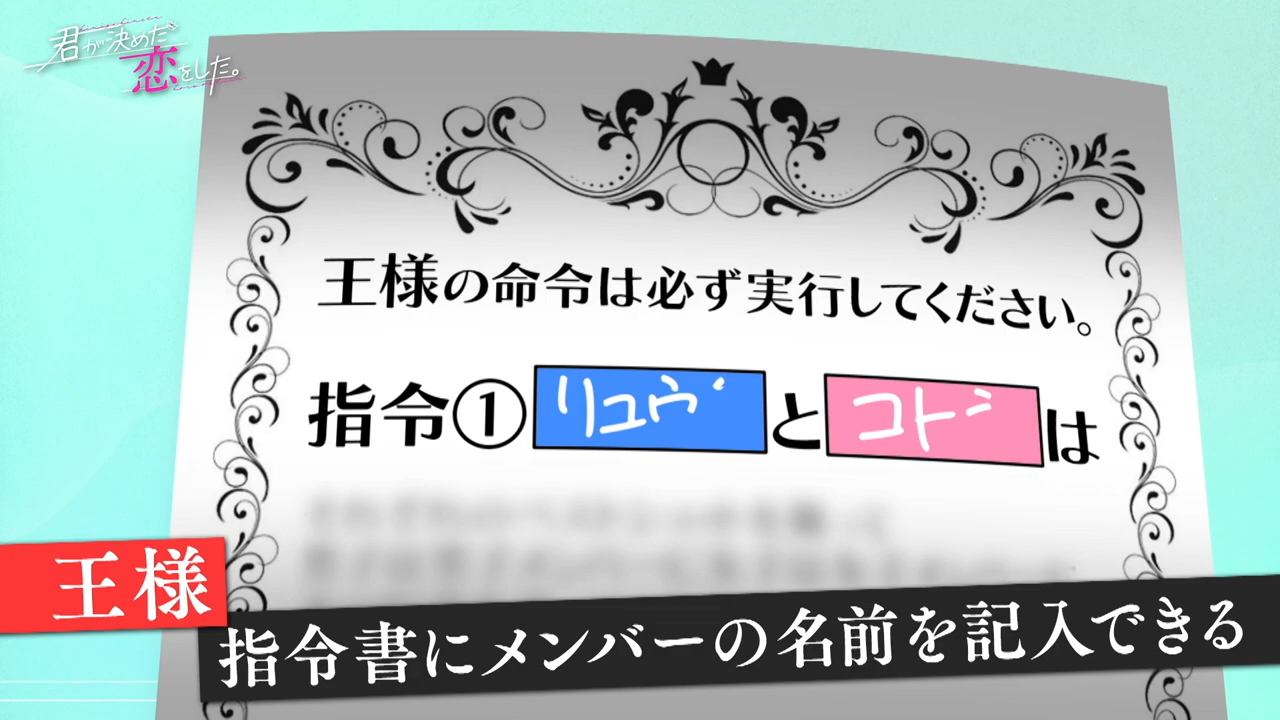 君が決めた
恋をした。
王様の命令は必ず実行してください。
指令①リュウとコトは
王様
指令書にメンバーの名前を記入できる